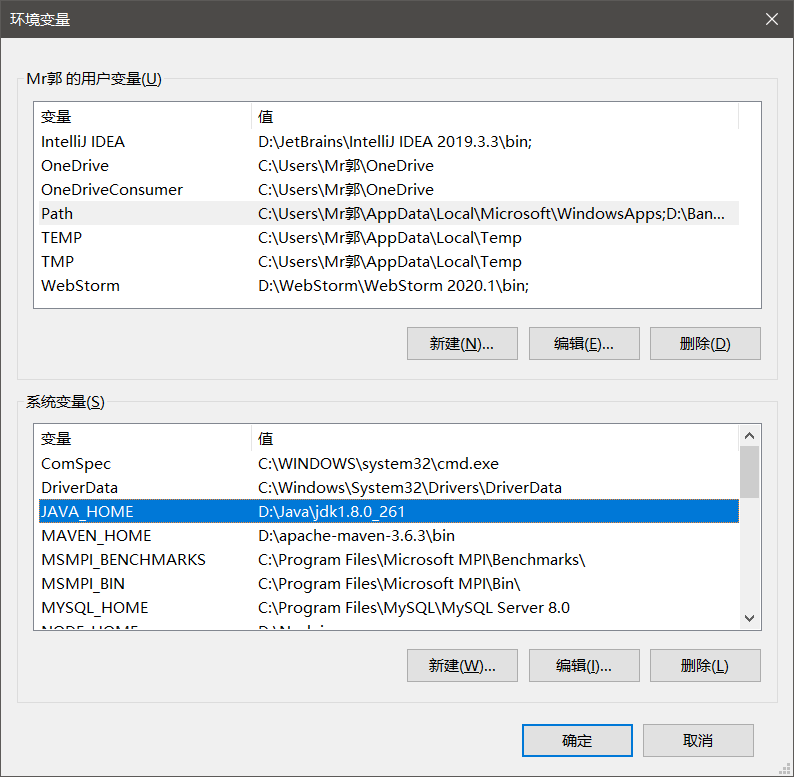 环境变量
Mr郭 的用户变量(U)
变量 值
IntelliJ IDEA D:\JetBrains\IntelliJ IDEA 2019.3.3\bin;
OneDrive C:\Users\Mr郭\OneDrive
OneDriveConsumer C:\Users\Mr郭\OneDrive
Path C:\Users\Mr郭\AppData\Local\Microsoft\WindowsApps;D:\Ban...
TEMP C:\Users\Mr郭\AppData\Local\Temp
TMP C:\Users\Mr郭\AppData\Local\Temp
WebStorm D:\WebStorm\WebStorm 2020.1\bin;
新建(N)... 编辑(E)... 删除(D)
系统变量(S)
变量 值
ComSpec C:\WINDOWS\system32\cmd.exe
DriverData C:\Windows\System32\Drivers\DriverData
JAVA_HOME D:\Java\jdk1.8.0_261
MAVEN_HOME D:\apache-maven-3.6.3\bin
MSMPI_BENCHMARKS C:\Program Files\Microsoft MPI\Benchmarks\
MSMPI_BIN C:\Program Files\Microsoft MPI\Bin\
MYSQL_HOME C:\Program Files\MySQL\MySQL Server 8.0
新建(W)... 编辑(I)... 删除(L)
确定 取消